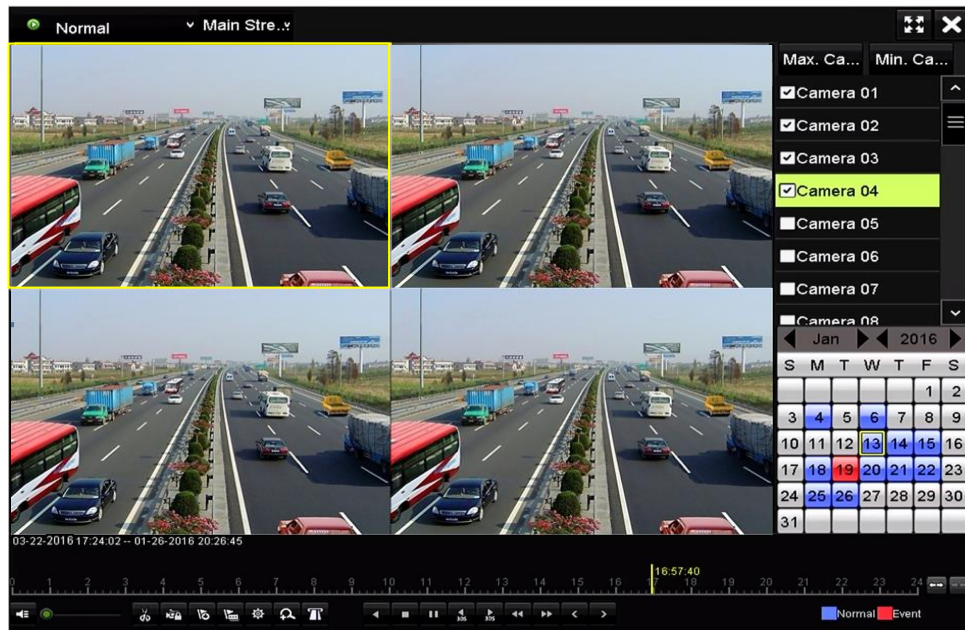 Normal Main Stre...
Max. Ca... Min. Ca...
Camera 01
Camera 02
Camera 03
Camera 04
Camera 05
Camera 06
Camera 07
Camera 08
Jan 2016
S M T W T F S
1 2
3 4 5 6 7 8 9
10 11 12 13 14 15 16
17 18 19 20 21 22 23
24 25 26 27 28 29 30
31
03-22-2016 17:24:02 -- 01-26-2016 20:26:45
16:57:40
0 1 2 3 4 5 6 7 8 9 10 11 12 13 14 15 16 17 18 19 20 21 22 23 24
30S 30S
Normal Event